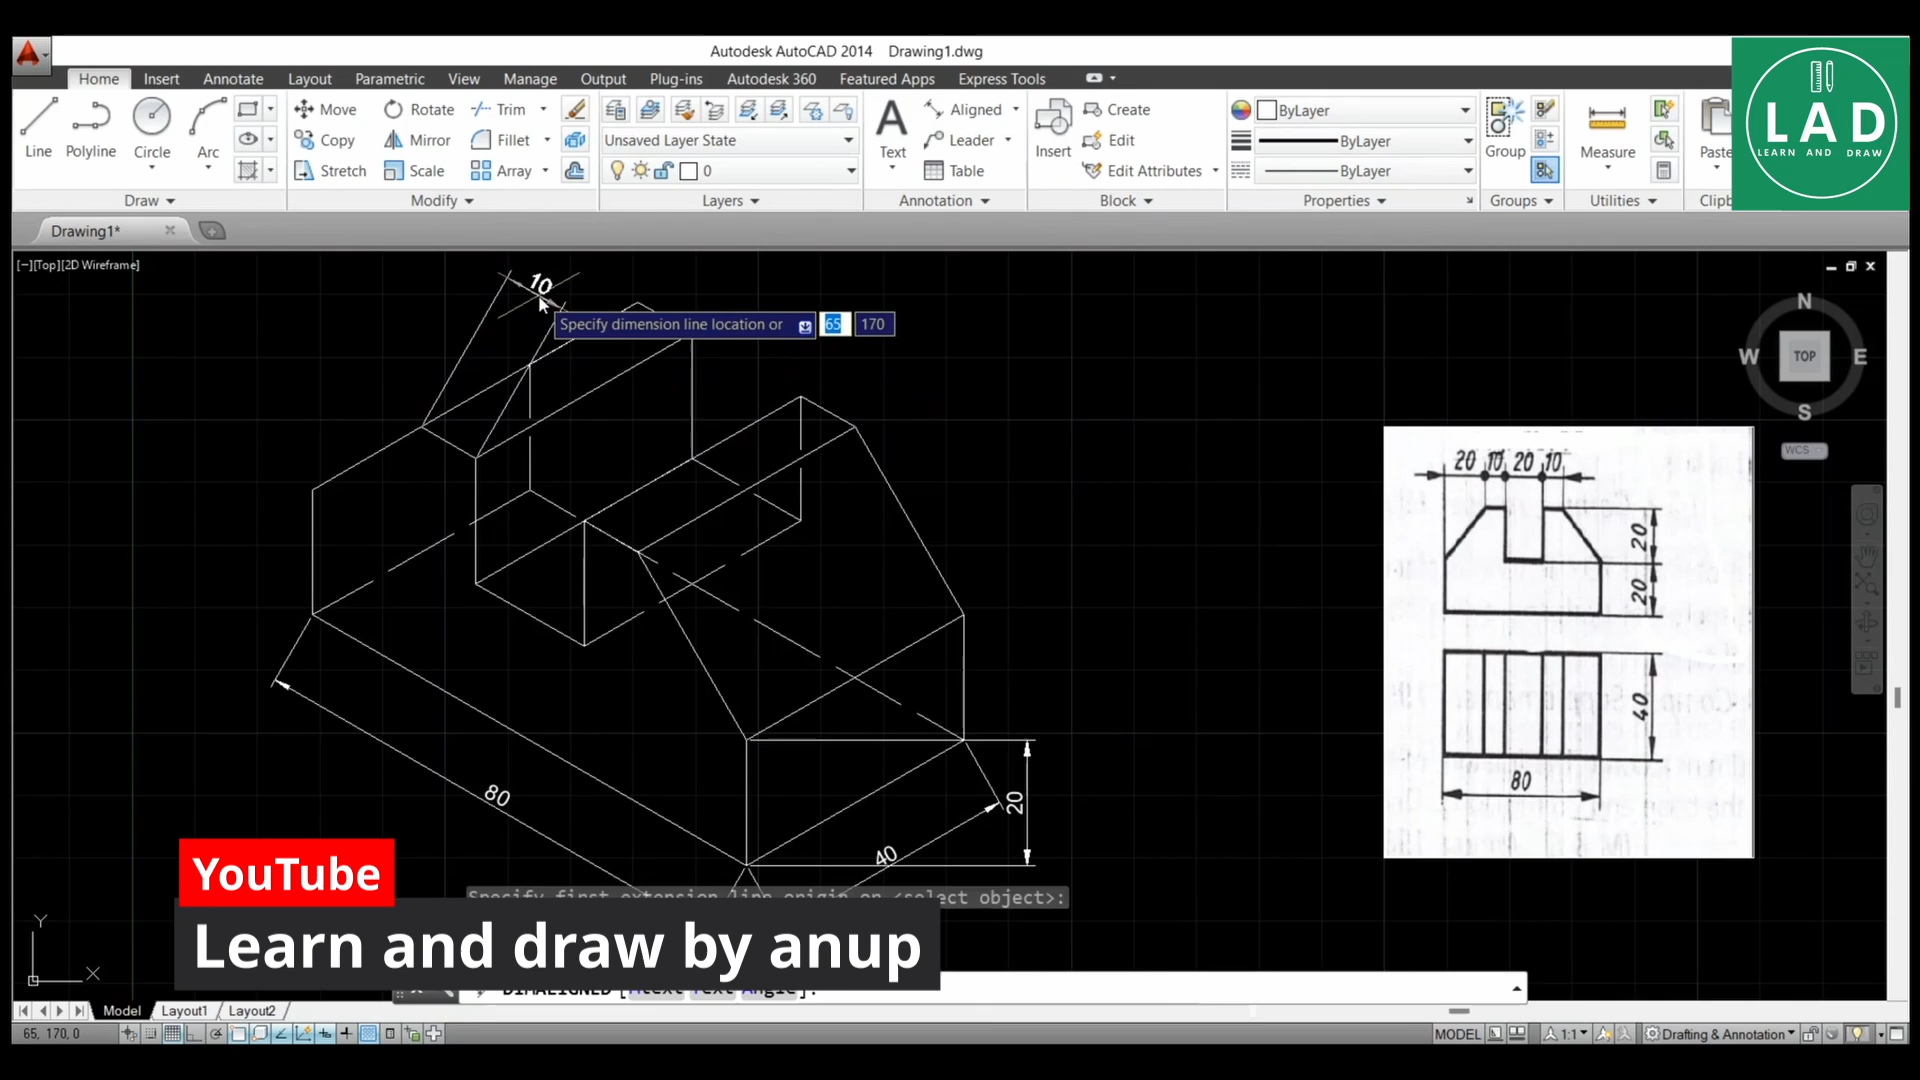 Autodesk AutoCAD 2014 Drawing1.dwg
Home Insert Annotate Layout Parametric View Manage Output Plug-ins Autodesk 360 Featured Apps Express Tools
Line Polyline Circle Arc
Move Rotate Trim
Copy Mirror Fillet
Stretch Scale Array
Unsaved Layer State
0
Text
Aligned
Leader
Table
Insert
Create
Edit
Edit Attributes
ByLayer
ByLayer
ByLayer
Group
Measure
Paste
Draw Modify Layers Annotation Block Properties Groups Utilities Clipb
LAD
LEARN AND DRAW
Drawing1*
[−][Top][2D Wireframe]
10
Specify dimension line location or 65 170
N
W TOP E
S
WCS
20 10 20 10
20
20
40
80
80
40
20
Specify first extension line origin or <select object>:
YouTube
Learn and draw by anup
DIMALIGNED [Mtext Text Angle]:
Y
X
Model Layout1 Layout2
65, 170, 0
MODEL 1:1 Drafting & Annotation